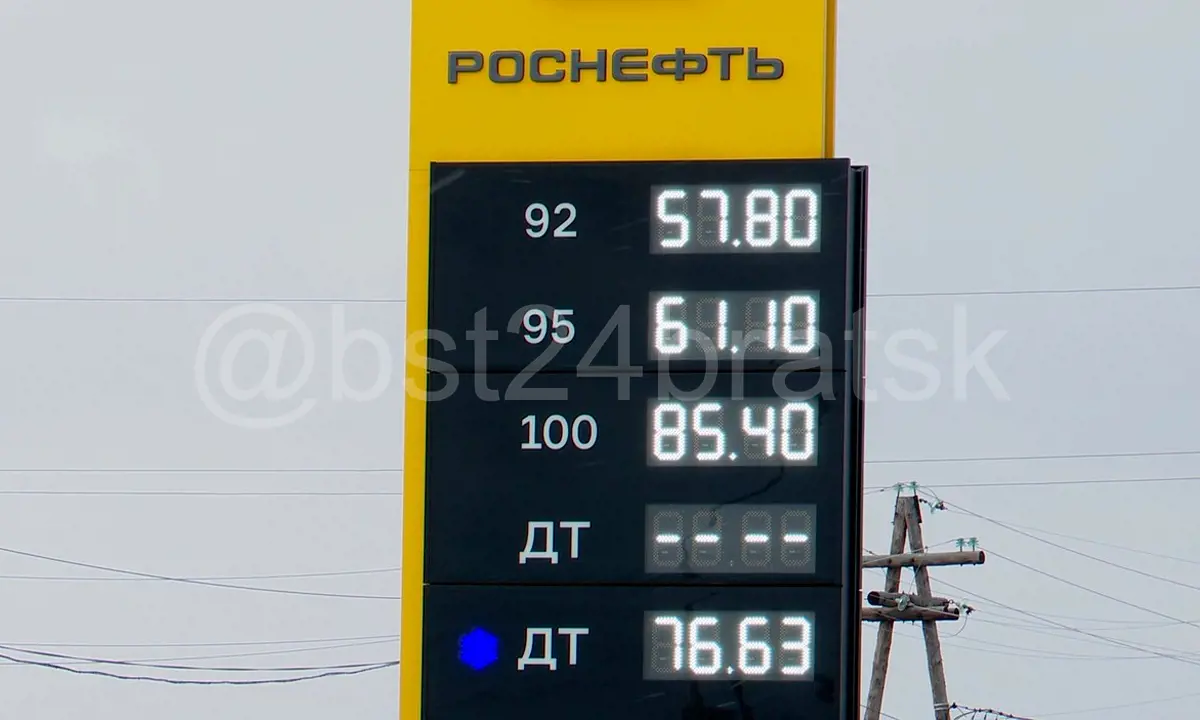 РОСНЕФТЬ
92 57.80
95 61.10
@bst24bratsk
100 85.40
ДТ -- --
ДТ 76.63